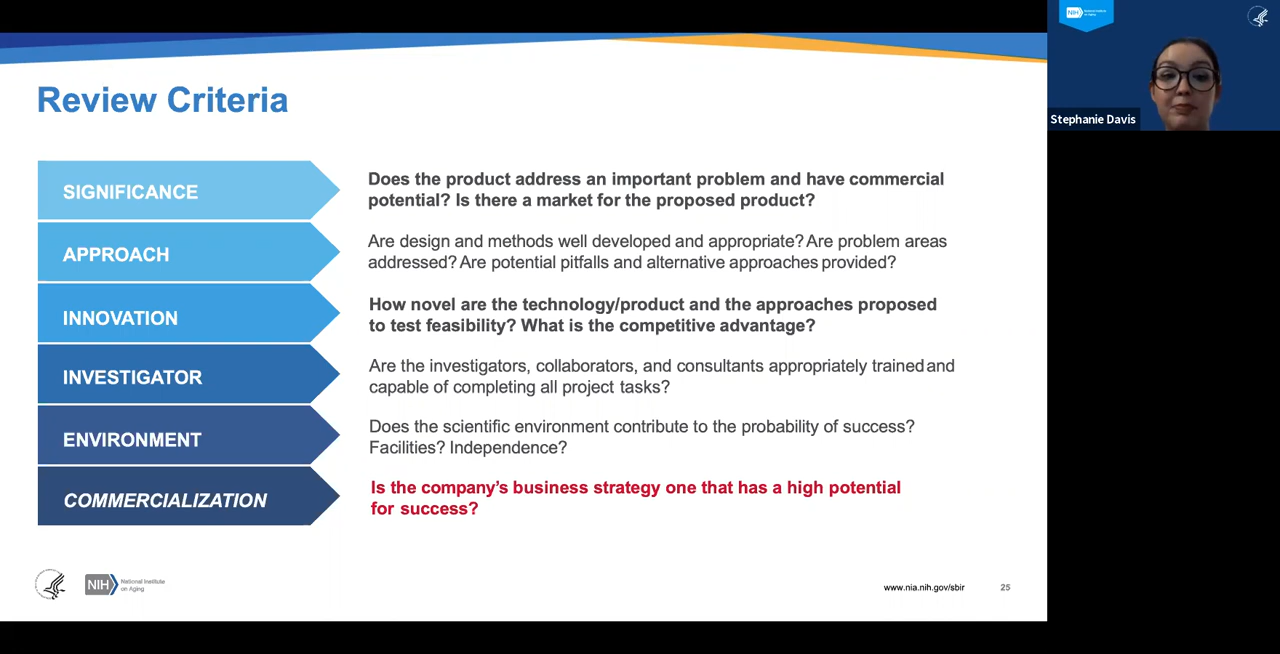 Review Criteria
SIGNIFICANCE
Does the product address an important problem and have commercial
potential? Is there a market for the proposed product?
APPROACH
Are design and methods well developed and appropriate? Are problem areas
addressed? Are potential pitfalls and alternative approaches provided?
INNOVATION
How novel are the technology/product and the approaches proposed
to test feasibility? What is the competitive advantage?
INVESTIGATOR
Are the investigators, collaborators, and consultants appropriately trained and
capable of completing all project tasks?
ENVIRONMENT
Does the scientific environment contribute to the probability of success?
Facilities? Independence?
COMMERCIALIZATION
Is the company's business strategy one that has a high potential
for success?
NIH
National Institute
on Aging
www.nia.nih.gov/sbir
25
NIH
National Institute
on Aging
Stephanie Davis